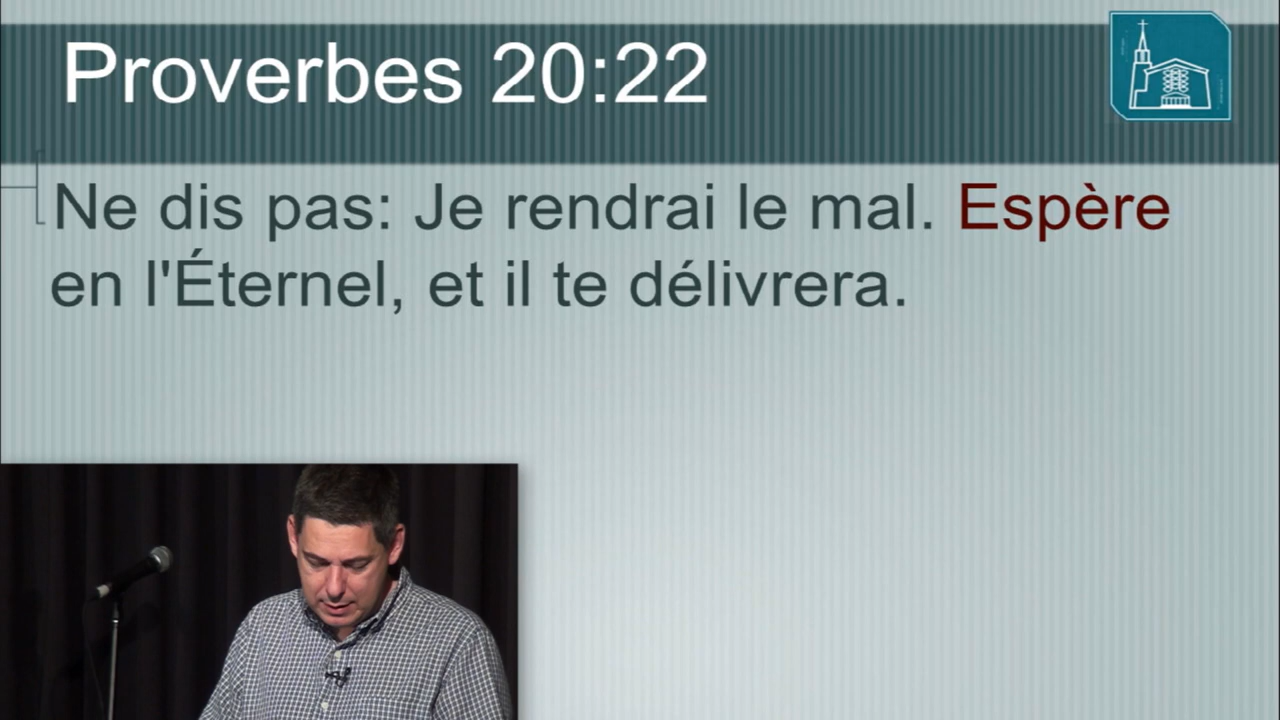 Proverbes 20:22
Ne dis pas: Je rendrai le mal. Espère
en l'Éternel, et il te délivrera.